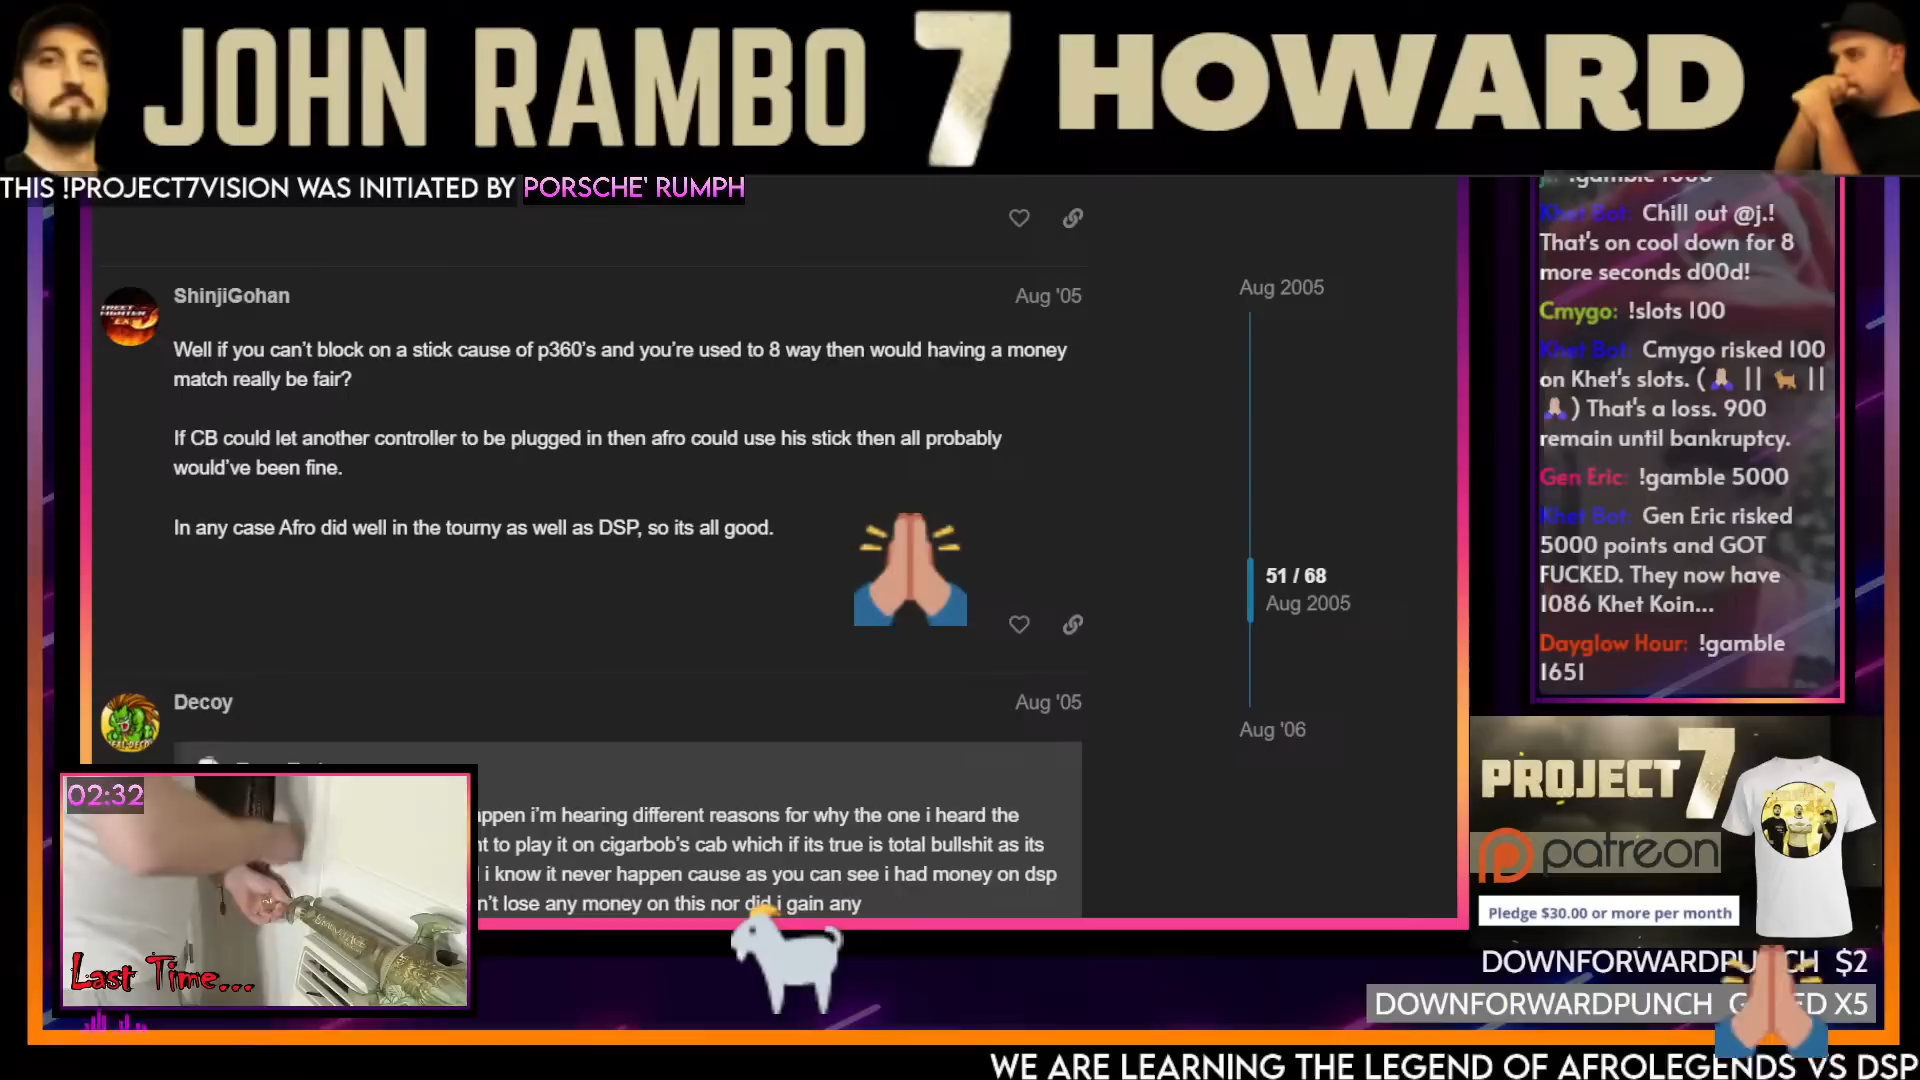 JOHN RAMBO 7 HOWARD
THIS !PROJECT7VISION WAS INITIATED BY PORSCHE' RUMPH
ShinjiGohan
Aug '05
Well if you can’t block on a stick cause of p360’s and you’re used to 8 way then would having a money
match really be fair?
If CB could let another controller to be plugged in then afro could use his stick then all probably
would’ve been fine.
In any case Afro did well in the tourny as well as DSP, so its all good.
Decoy
Aug '05
i’m hearing different reasons for why the one i heard the
to play it on cigarbob’s cab which if its true is total bullshit as its
i know it never happen cause as you can see i had money on dsp
lose any money on this nor did i gain any
Aug 2005
51 / 68
Aug 2005
Aug '06
!gamble 1000
Khet Bot: Chill out @j.!
That's on cool down for 8
more seconds d00d!
Cmygo: !slots 100
Khet Bot: Cmygo risked 100
on Khet's slots. ( || || 
) That's a loss. 900
remain until bankruptcy.
Gen Eric: !gamble 5000
Khet Bot: Gen Eric risked
5000 points and GOT
FUCKED. They now have
1086 Khet Koin...
Dayglow Hour: !gamble
1651
02:32
Last Time...
PROJECT 7
patreon
Pledge $30.00 or more per month
DOWNFORWARDPUNCH $2
DOWNFORWARDPUNCH X5
WE ARE LEARNING THE LEGEND OF AFROLEGENDS VS DSP